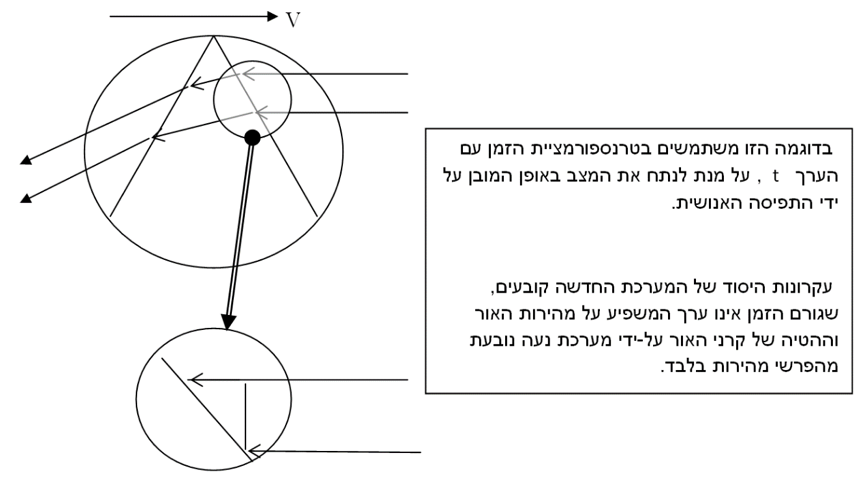 V
בדוגמה הזו משתמשים בטרנספורמציית הזמן עם
הערך t , על מנת לנתח את המצב באופן המובן על
ידי התפיסה האנושית.
עקרונות היסוד של המערכת החדשה קובעים,
שגורם הזמן אינו ערך המשפיע על מהירות האור
וההטיה של קרני האור על-ידי מערכת נעה נובעת
מהפרשי מהירות בלבד.